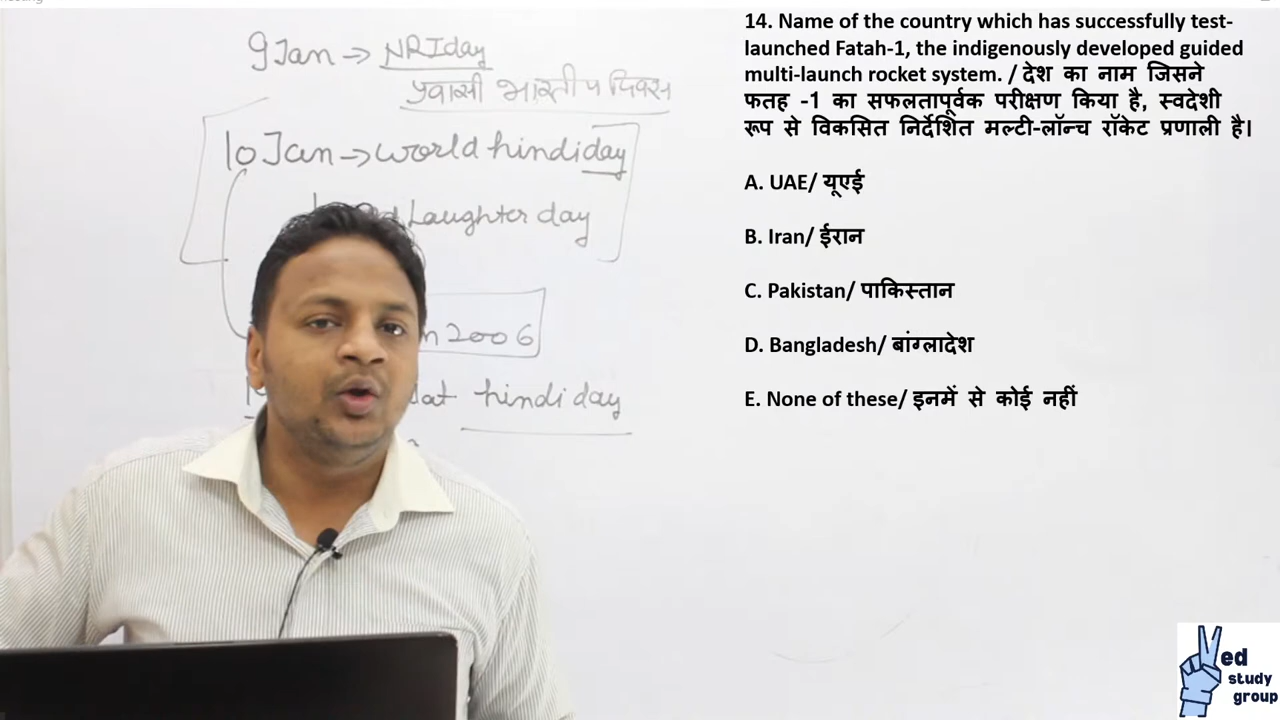 9 Jan → NRI day
प्रवासी भारतीय दिवस
10 Jan → World hindi day
Laughter day
2006
hindi day
14. Name of the country which has successfully test-
launched Fatah-1, the indigenously developed guided
multi-launch rocket system. / देश का नाम जिसने
फतह -1 का सफलतापूर्वक परीक्षण किया है, स्वदेशी
रूप से विकसित निर्देशित मल्टी-लॉन्च रॉकेट प्रणाली है।
A. UAE/ यूएई
B. Iran/ ईरान
C. Pakistan/ पाकिस्तान
D. Bangladesh/ बांग्लादेश
E. None of these/ इनमें से कोई नहीं
Ved
study
group